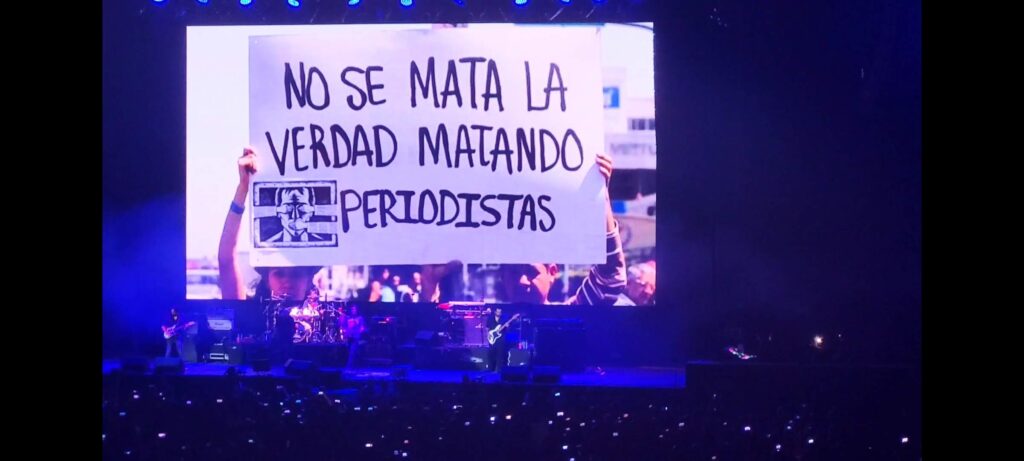 NO SE MATA LA
VERDAD MATANDO
PERIODISTAS